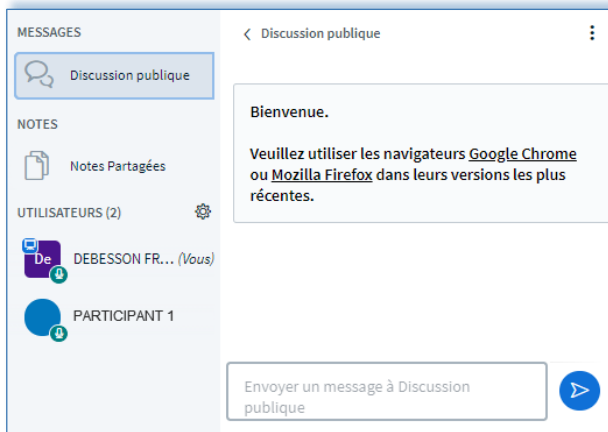 MESSAGES
Discussion publique
NOTES
Notes Partagées
UTILISATEURS (2)
De
DEBESSON FR... (Vous)
PARTICIPANT 1
Discussion publique
Bienvenue.
Veuillez utiliser les navigateurs Google Chrome
ou Mozilla Firefox dans leurs versions les plus
récentes.
Envoyer un message à Discussion
publique